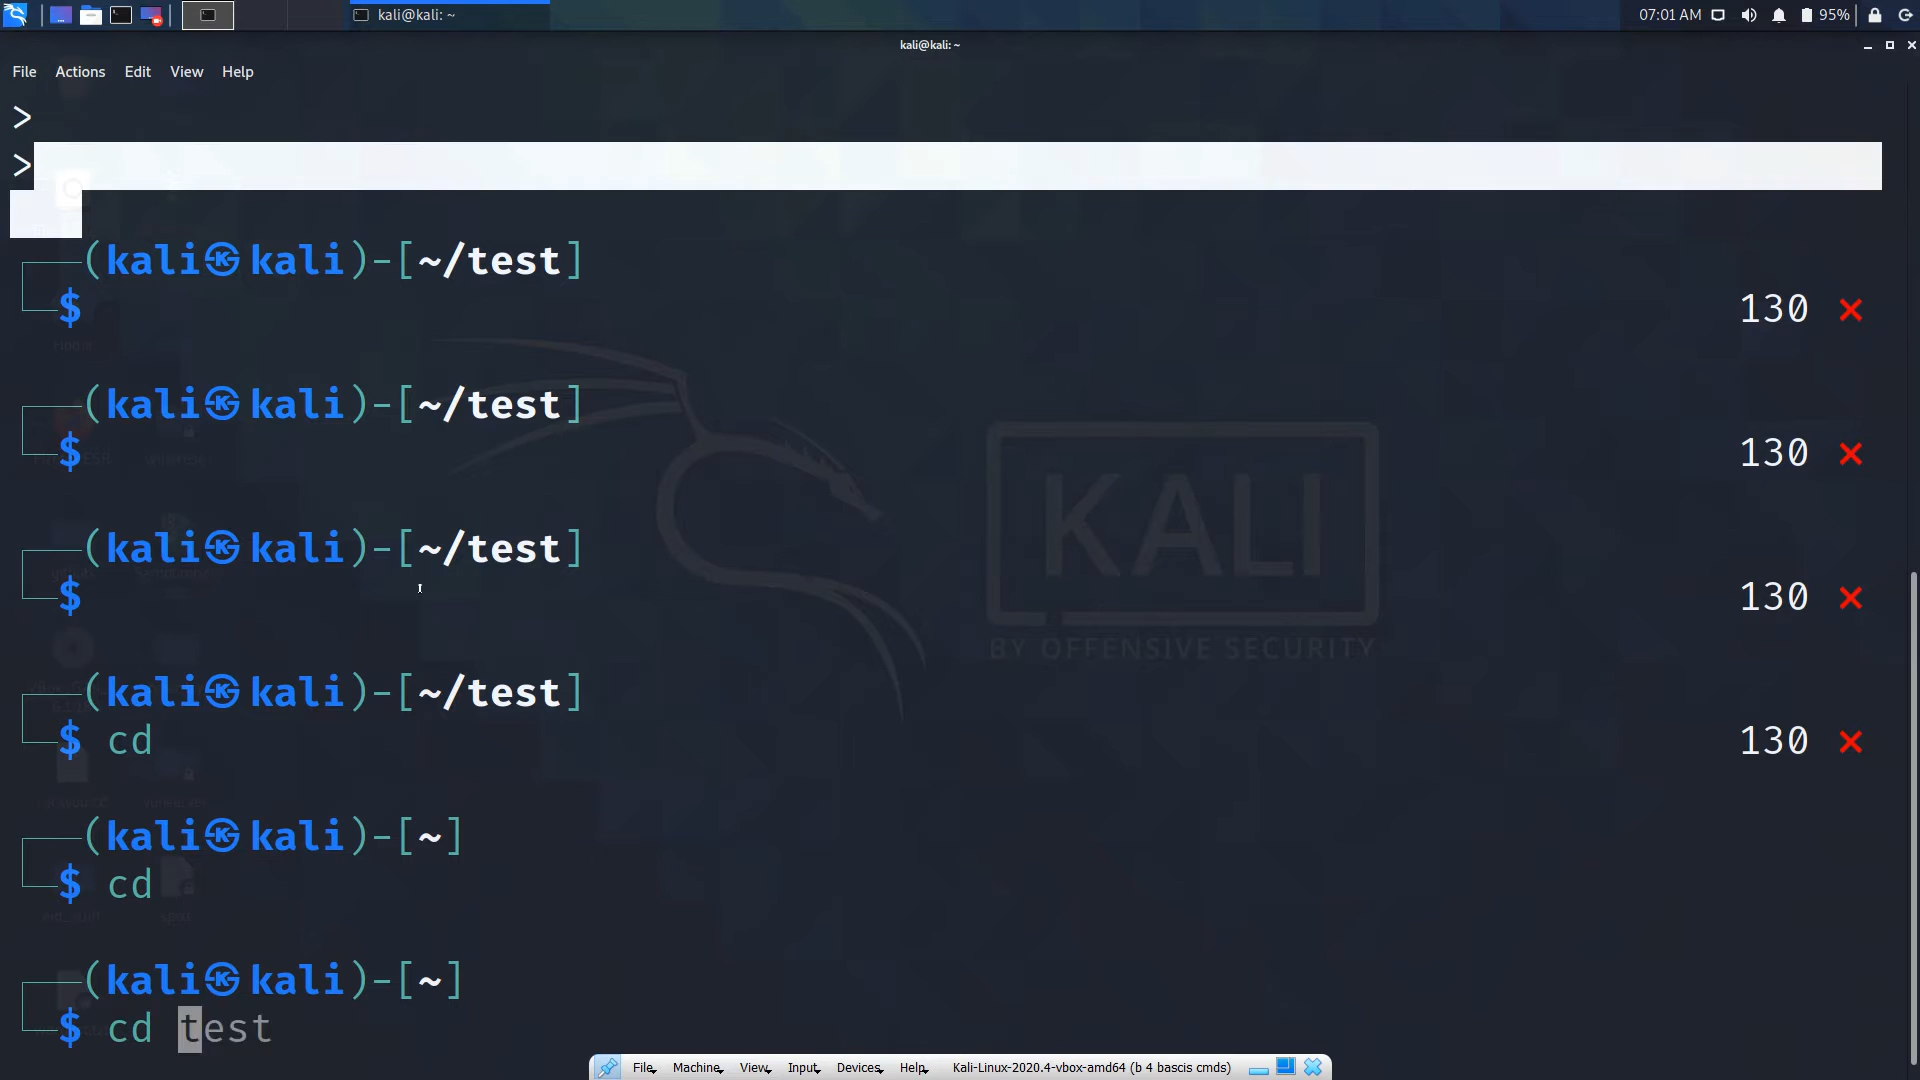 kali@kali: ~
07:01 AM
95%
kali@kali: ~
File Actions Edit View Help
>
>
(kali㉿kali)-[~/test]
$ 130 ✗
(kali㉿kali)-[~/test]
$ 130 ✗
(kali㉿kali)-[~/test]
$ 130 ✗
(kali㉿kali)-[~/test]
$ cd 130 ✗
(kali㉿kali)-[~]
$ cd
(kali㉿kali)-[~]
$ cd test
KALI
BY OFFENSIVE SECURITY
File Machine View Input Devices Help Kali-Linux-2020.4-vbox-amd64 (b 4 bascis cmds)